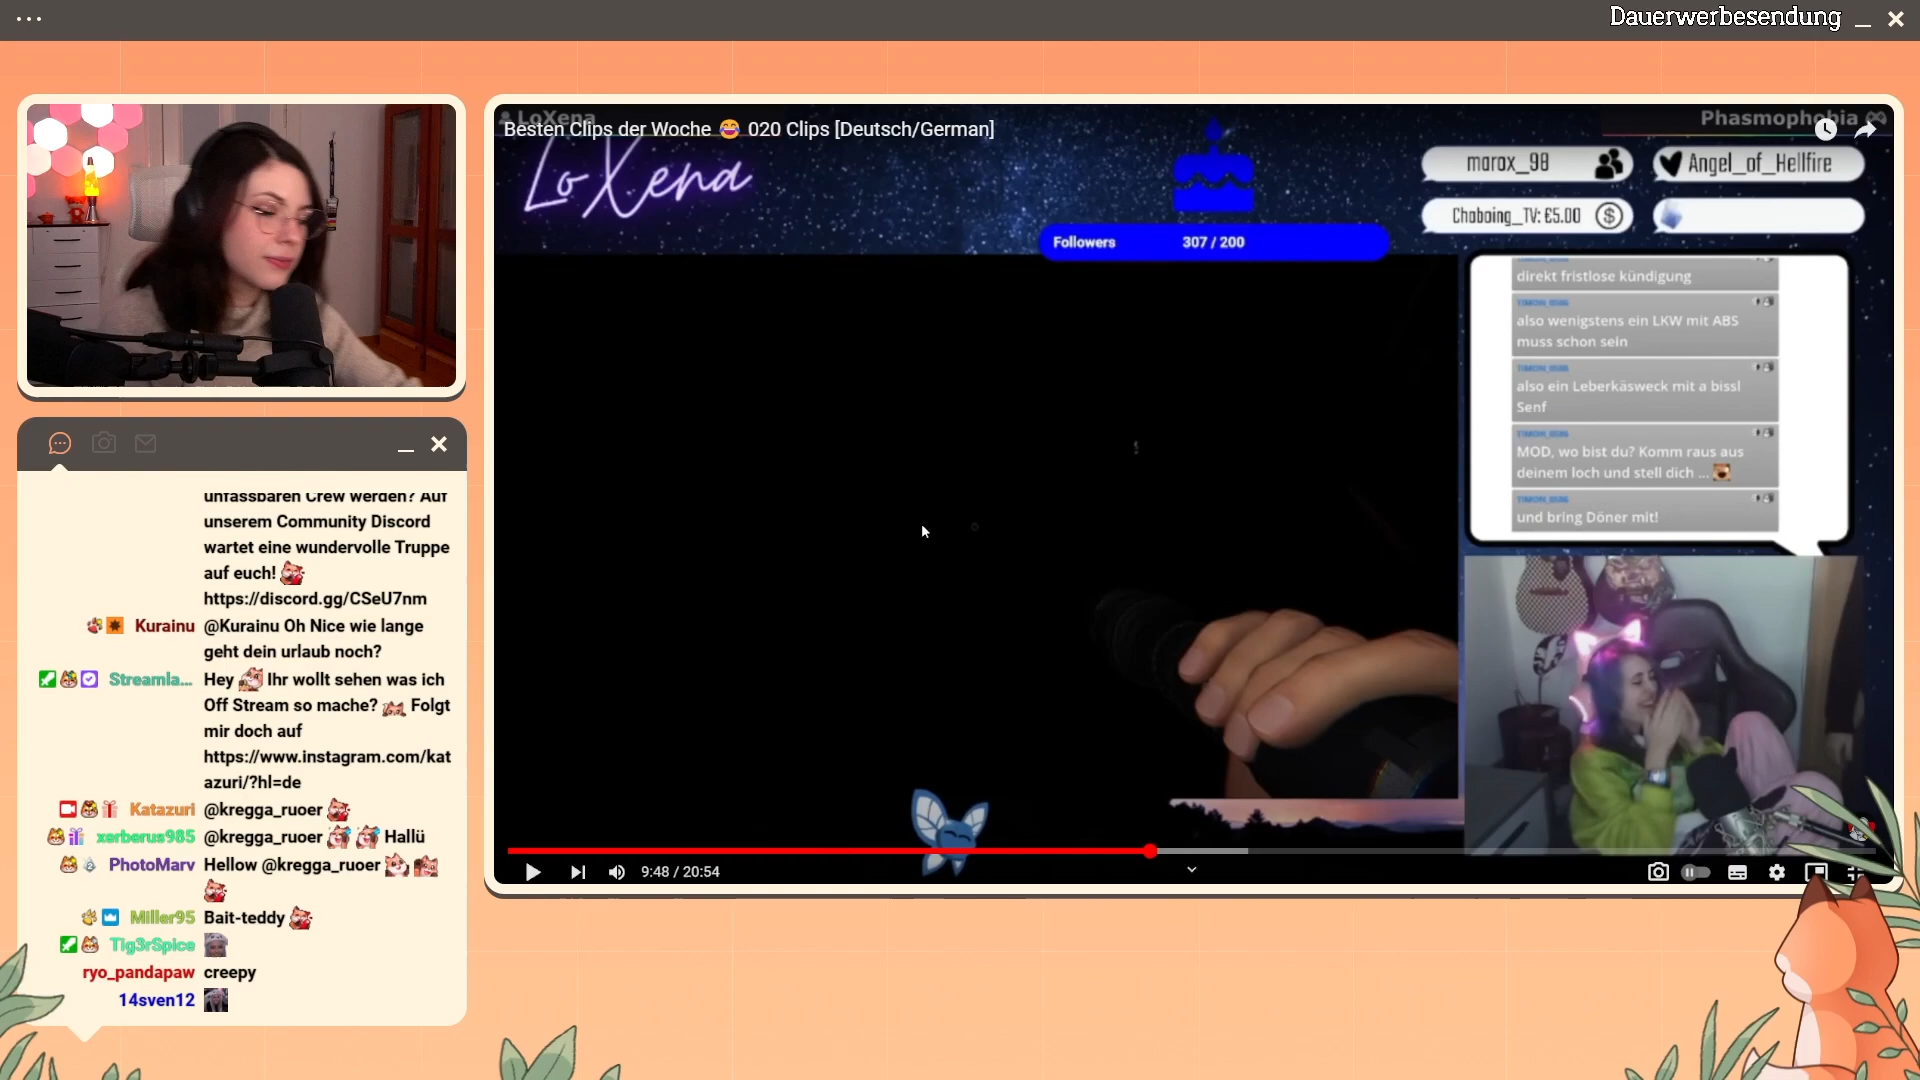 Dauerwerbesendung
LoXena
Phasmophobia
Besten Clips der Woche 😂 020 Clips [Deutsch/German]
LoXena
marax_98
Angel_of_Hellfire
Choboing_TV: €5.00
Followers 307 / 200
direkt fristlose kündigung
also wenigstens ein LKW mit ABS
muss schon sein
also ein Leberkäsweck mit a bissl
Senf
MOD, wo bist du? Komm raus aus
deinem loch und stell dich ...
und bring Döner mit!
9:48 / 20:54
unfassbaren Crew werden? Auf
unserem Community Discord
wartet eine wundervolle Truppe
auf euch!
https://discord.gg/CSeU7nm
Kurainu @Kurainu Oh Nice wie lange
geht dein urlaub noch?
Streamla... Hey Ihr wollt sehen was ich
Off Stream so mache? Folgt
mir doch auf
https://www.instagram.com/kat
azuri/?hl=de
Katazuri @kregga_ruoer
xerberus985 @kregga_ruoer Hallü
PhotoMarv Hellow @kregga_ruoer
Miller95 Bait-teddy
Tig3rSpice
ryo_pandapaw creepy
14sven12